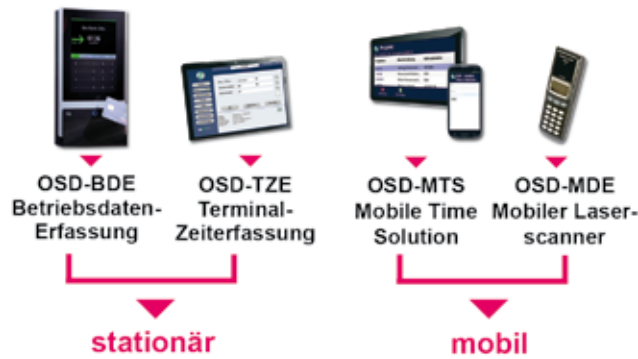 OSD-BDE
Betriebsdaten-
Erfassung
OSD-TZE
Terminal-
Zeiterfassung
OSD-MTS
Mobile Time
Solution
OSD-MDE
Mobiler Laser-
scanner
stationär
mobil